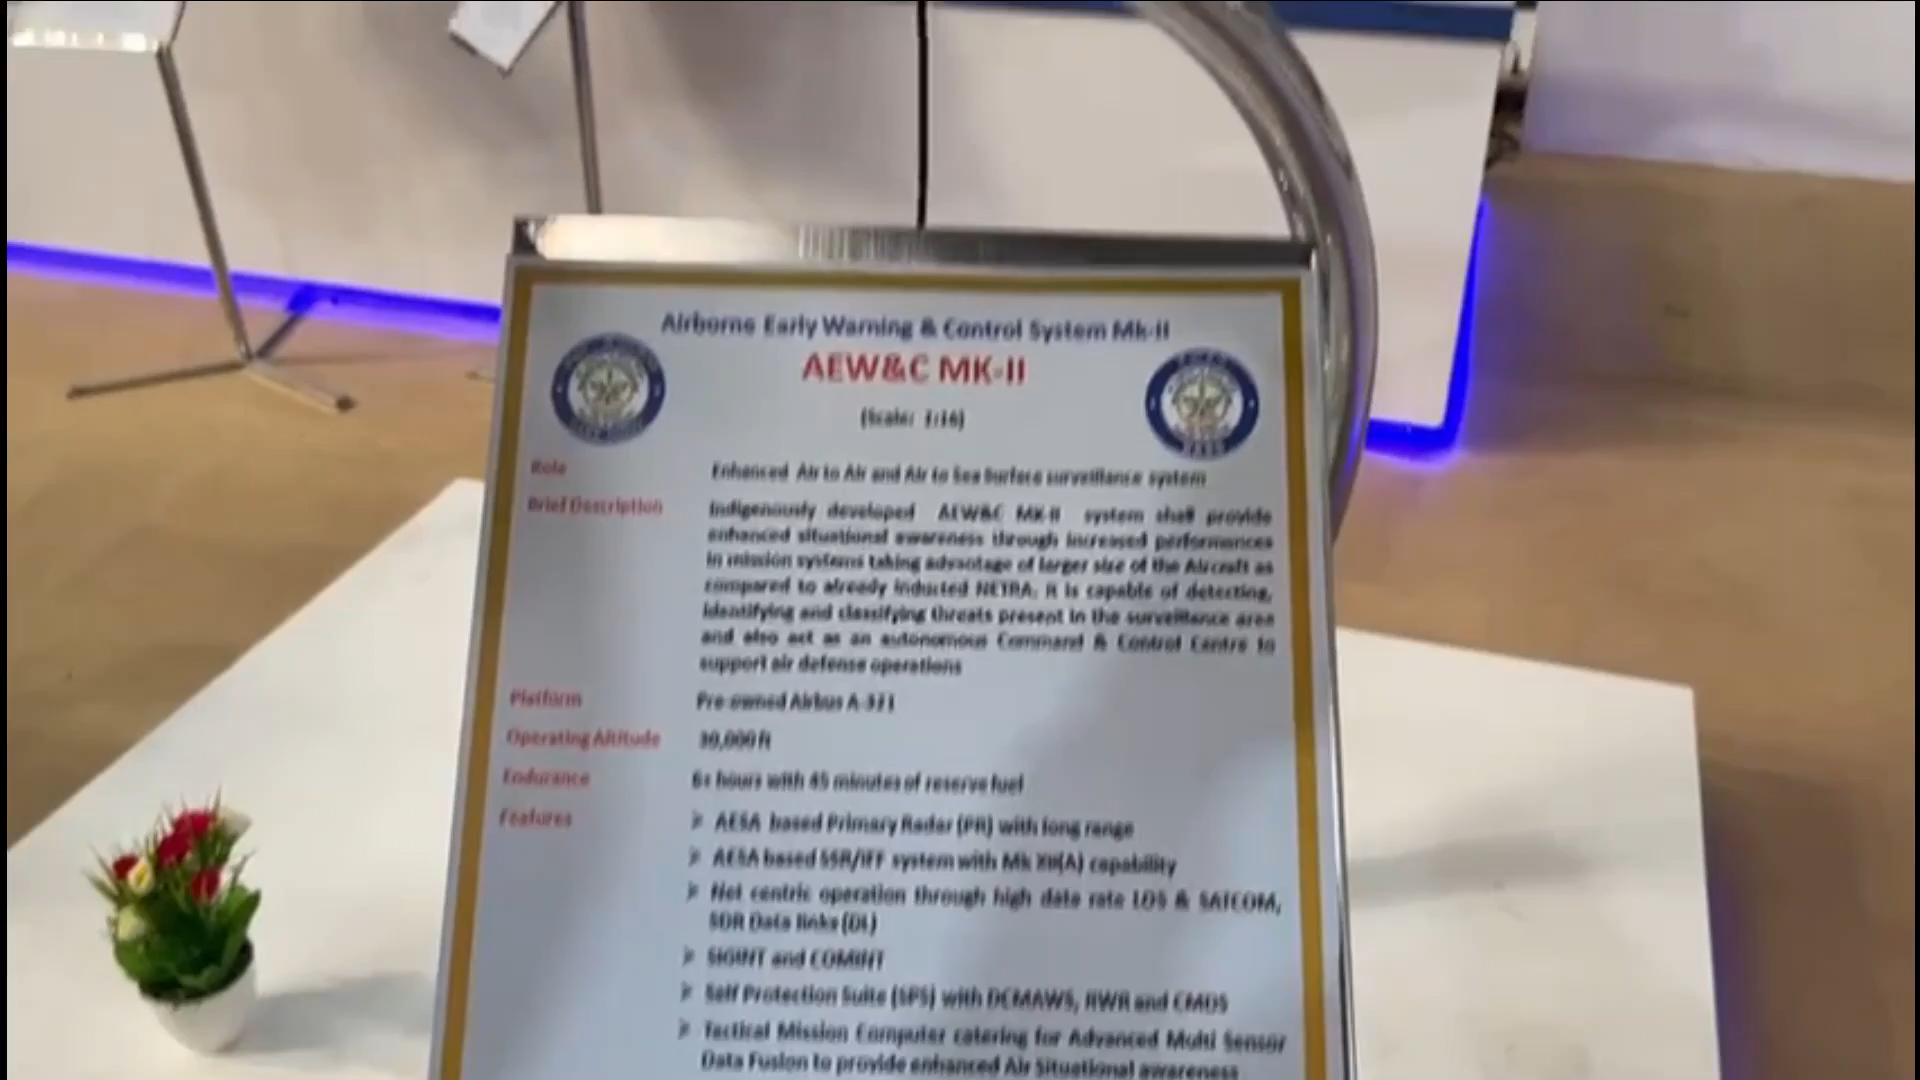 Airborne Early Warning & Control System Mk-II
AEW&C MK-II
(Scale: 1:16)
Role
Enhanced Air to Air and Air to Sea Surface surveillance system
Brief Description
Indigenously developed AEW&C MK-II system shall provide
enhanced situational awareness through increased performances
in mission systems taking advantage of larger size of the Aircraft as
compared to already inducted NETRA. It is capable of detecting,
identifying and classifying threats present in the surveillance area
and also act as an autonomous Command & Control Centre to
support air defense operations
Platform
Pre-owned Airbus A-321
Operating Altitude
30,000 ft
Endurance
6+ hours with 45 minutes of reserve fuel
Features
➢ AESA based Primary Radar (PR) with long range
➢ AESA based SSR/IFF system with Mk XII(A) capability
➢ Net centric operation through high data rate LOS & SATCOM,
SDR Data links (DL)
➢ SIGINT and COMINT
➢ Self Protection Suite (SPS) with DCMAWS, RWR and CMDS
➢ Tactical Mission Computer catering for Advanced Multi Sensor
Data Fusion to provide enhanced Air Situational awareness